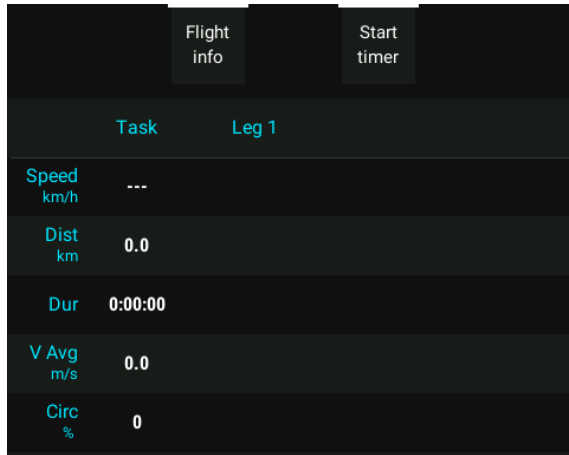 Flight info
Start timer
Task Leg 1
Speed
km/h ---
Dist
km 0.0
Dur 0:00:00
V Avg
m/s 0.0
Circ
% 0